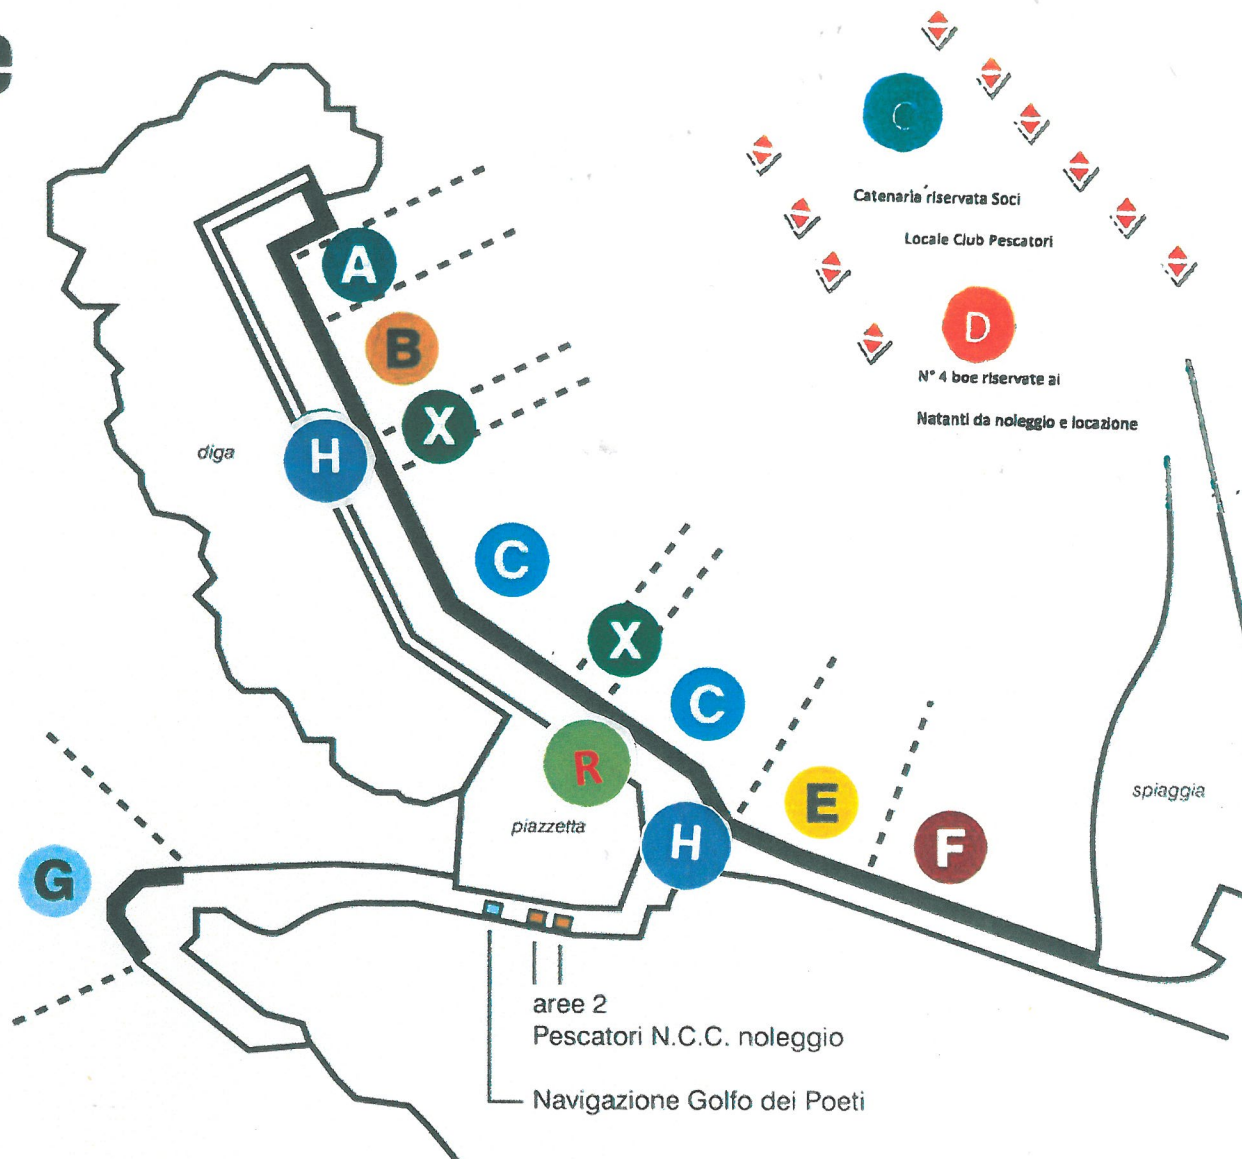 C
Catenaria riservata Soci
Locale Club Pescatori
A
D
B
N° 4 boe riservate ai
Natanti da noleggio e locazione
X
H
diga
C
X
C
R
spiaggia
E
piazzetta
H
F
G
aree 2
Pescatori N.C.C. noleggio
Navigazione Golfo dei Poeti